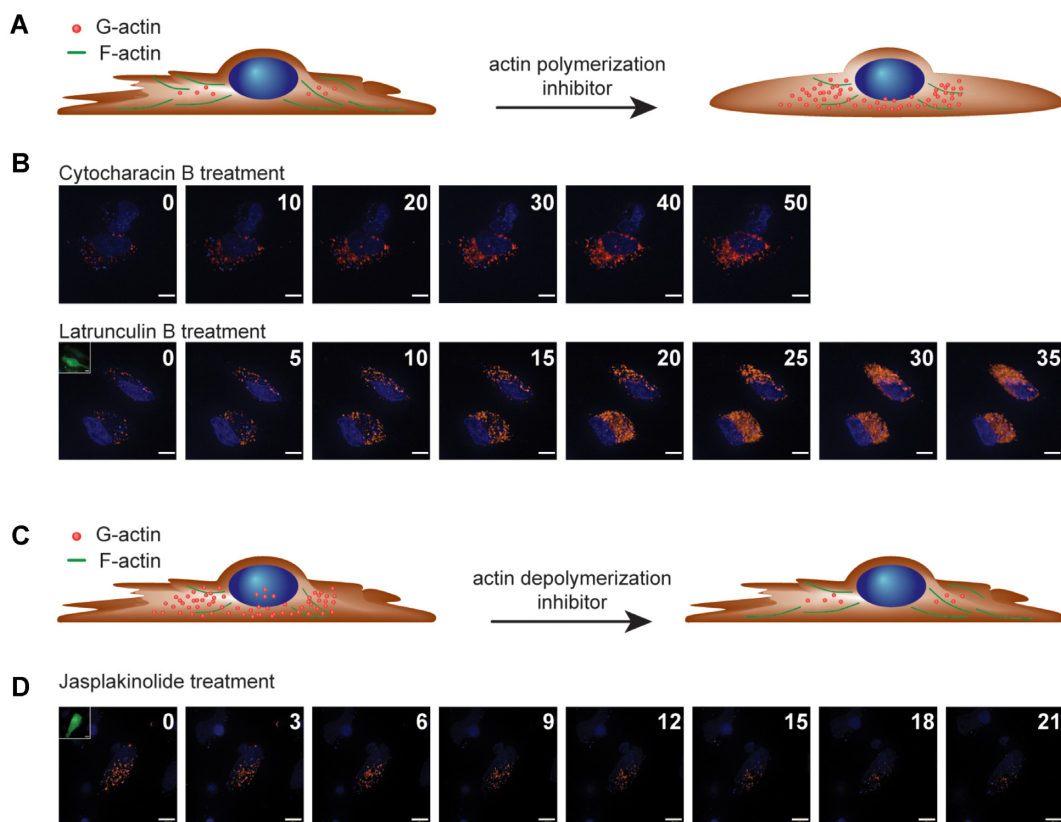 A
G-actin
F-actin
actin polymerization
inhibitor
B
Cytocharacin B treatment
0 10 20 30 40 50
Latrunculin B treatment
0 5 10 15 20 25 30 35
C
G-actin
F-actin
actin depolymerization
inhibitor
D
Jasplakinolide treatment
0 3 6 9 12 15 18 21